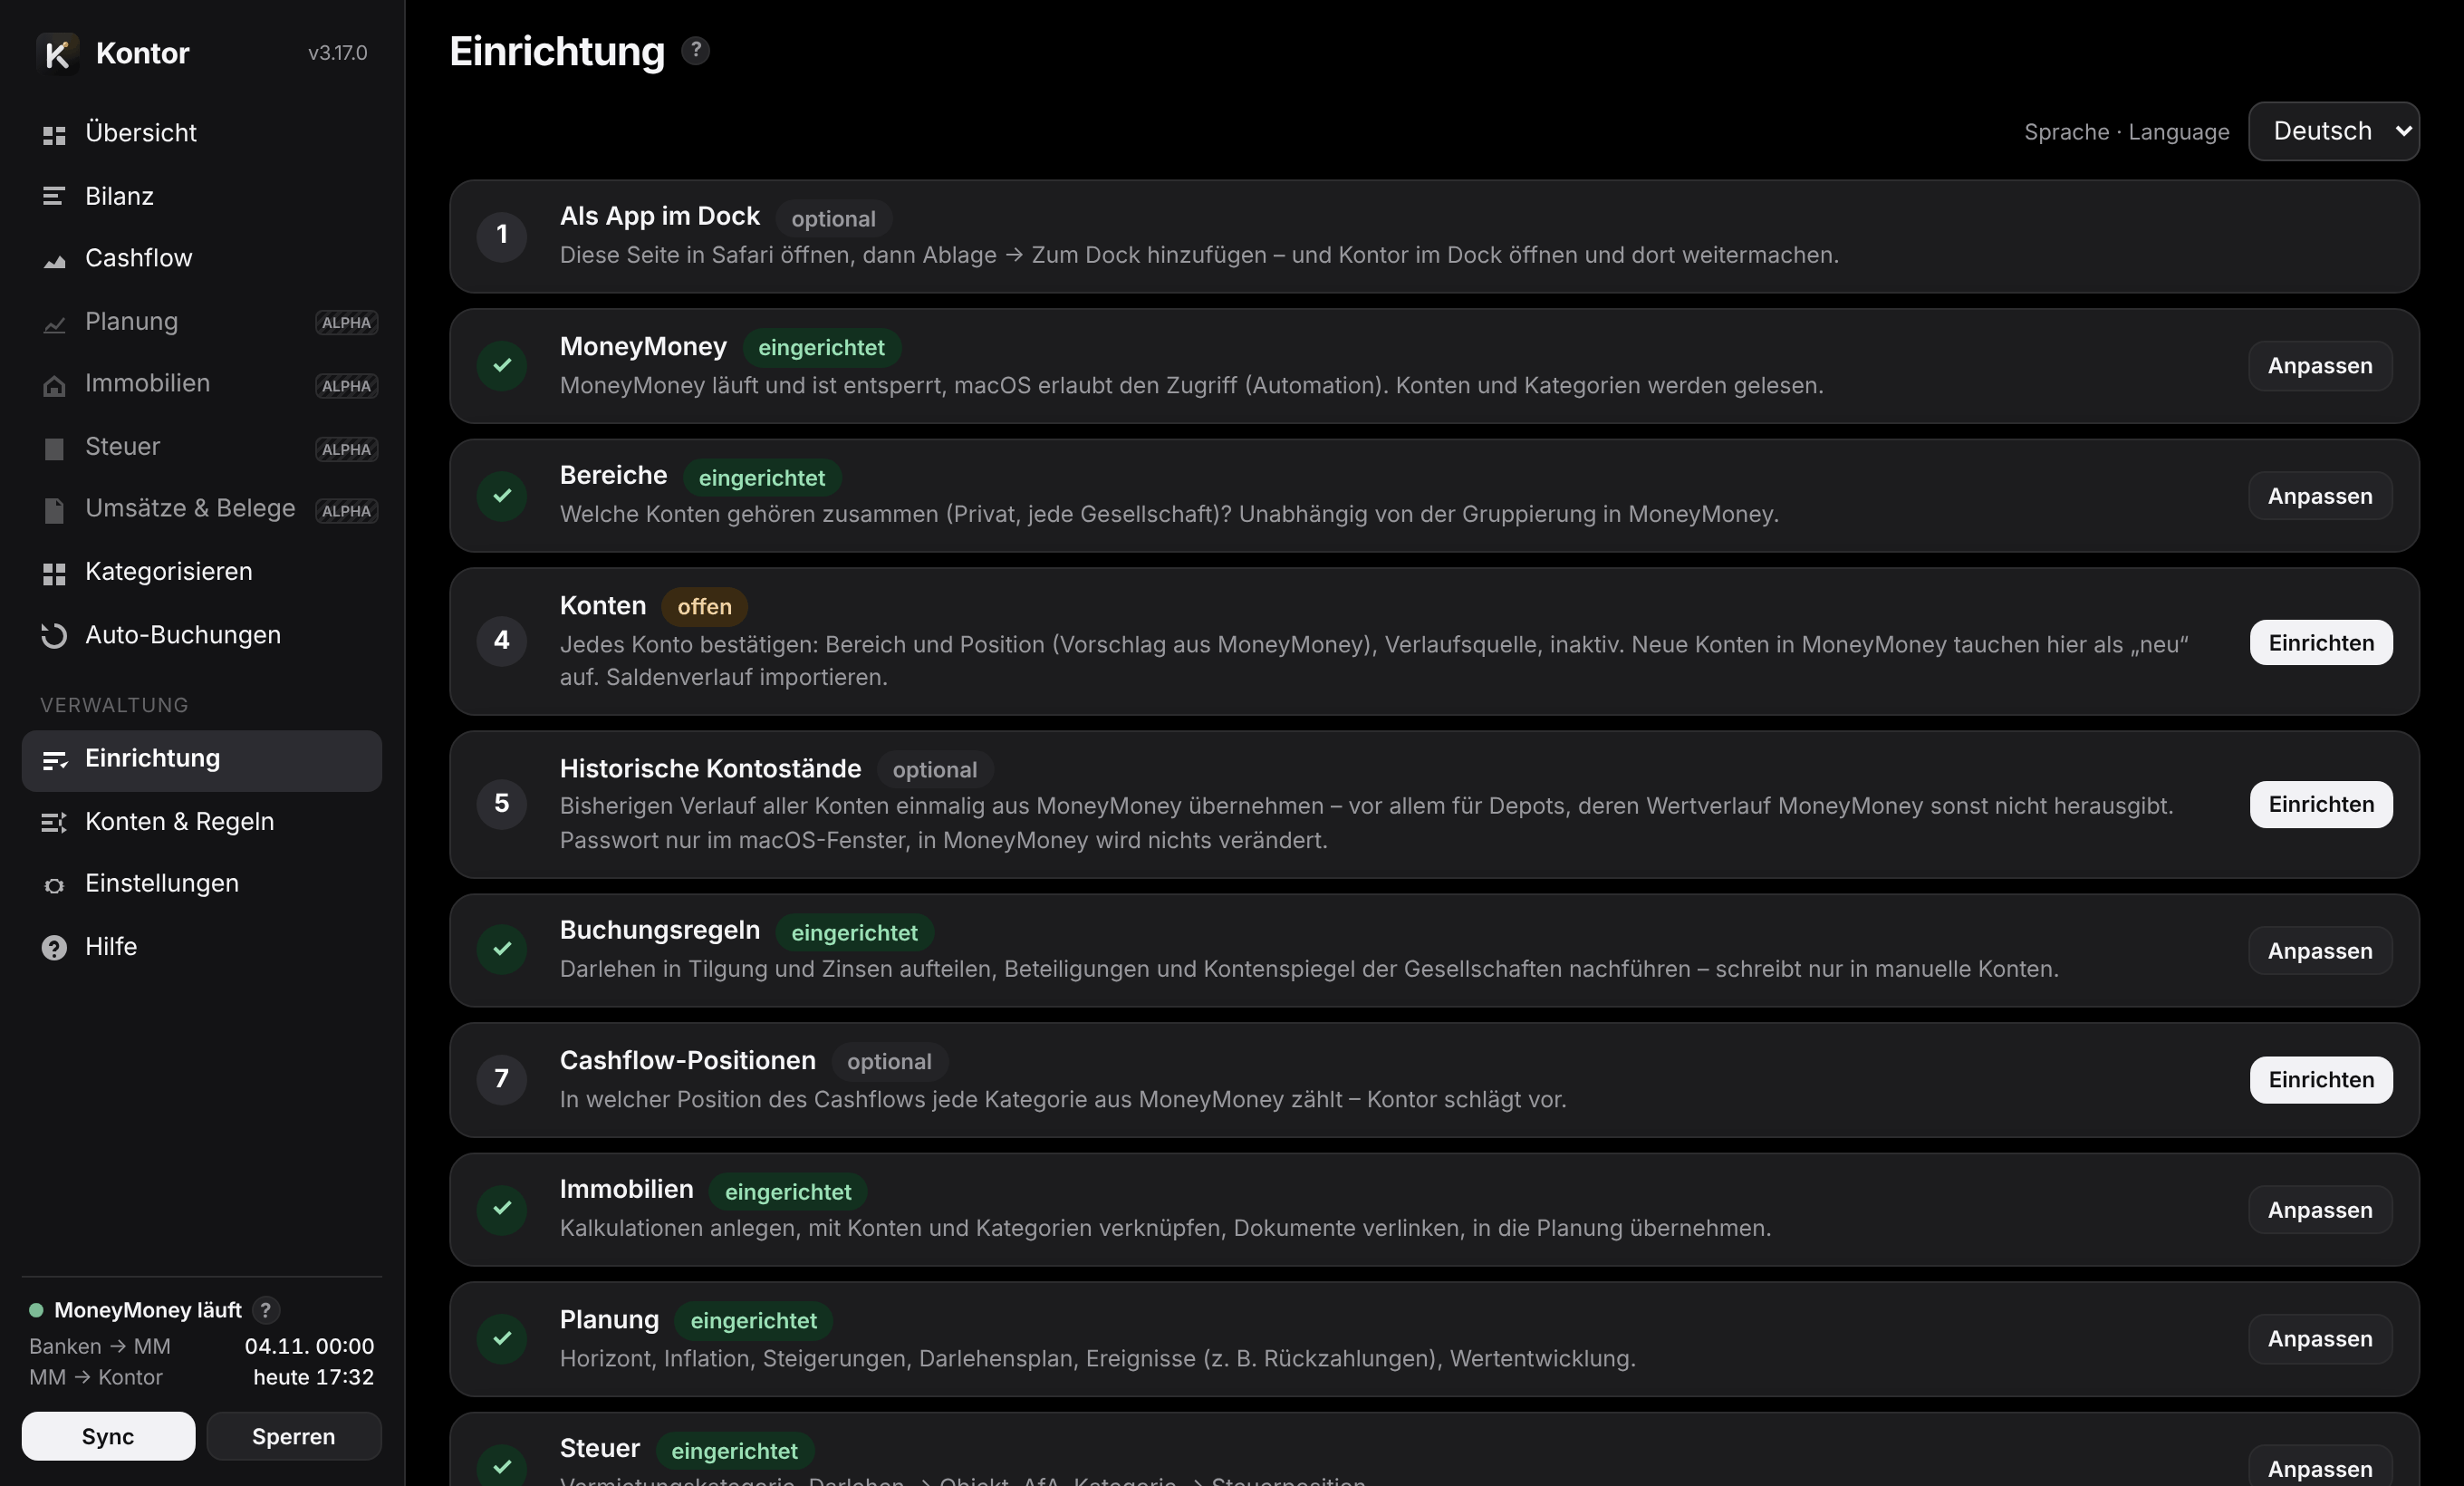 Kontor v3.17.0
Übersicht
Bilanz
Cashflow
Planung ALPHA
Immobilien ALPHA
Steuer ALPHA
Umsätze & Belege ALPHA
Kategorisieren
Auto-Buchungen
VERWALTUNG
Einrichtung
Konten & Regeln
Einstellungen
Hilfe
MoneyMoney läuft ?
Banken → MM 04.11. 00:00
MM → Kontor heute 17:32
Sync Sperren
Einrichtung ?
Sprache · Language Deutsch
1 Als App im Dock optional
Diese Seite in Safari öffnen, dann Ablage → Zum Dock hinzufügen – und Kontor im Dock öffnen und dort weitermachen.
MoneyMoney eingerichtet
MoneyMoney läuft und ist entsperrt, macOS erlaubt den Zugriff (Automation). Konten und Kategorien werden gelesen.
Anpassen
Bereiche eingerichtet
Welche Konten gehören zusammen (Privat, jede Gesellschaft)? Unabhängig von der Gruppierung in MoneyMoney.
Anpassen
4 Konten offen
Jedes Konto bestätigen: Bereich und Position (Vorschlag aus MoneyMoney), Verlaufsquelle, inaktiv. Neue Konten in MoneyMoney tauchen hier als „neu“
auf. Saldenverlauf importieren.
Einrichten
5 Historische Kontostände optional
Bisherigen Verlauf aller Konten einmalig aus MoneyMoney übernehmen – vor allem für Depots, deren Wertverlauf MoneyMoney sonst nicht herausgibt.
Passwort nur im macOS-Fenster, in MoneyMoney wird nichts verändert.
Einrichten
Buchungsregeln eingerichtet
Darlehen in Tilgung und Zinsen aufteilen, Beteiligungen und Kontenspiegel der Gesellschaften nachführen – schreibt nur in manuelle Konten.
Anpassen
7 Cashflow-Positionen optional
In welcher Position des Cashflows jede Kategorie aus MoneyMoney zählt – Kontor schlägt vor.
Einrichten
Immobilien eingerichtet
Kalkulationen anlegen, mit Konten und Kategorien verknüpfen, Dokumente verlinken, in die Planung übernehmen.
Anpassen
Planung eingerichtet
Horizont, Inflation, Steigerungen, Darlehensplan, Ereignisse (z. B. Rückzahlungen), Wertentwicklung.
Anpassen
Steuer eingerichtet
Vermietungskategorie, Darlehen → Objekt, AfA, Kategorie → Steuerposition.
Anpassen